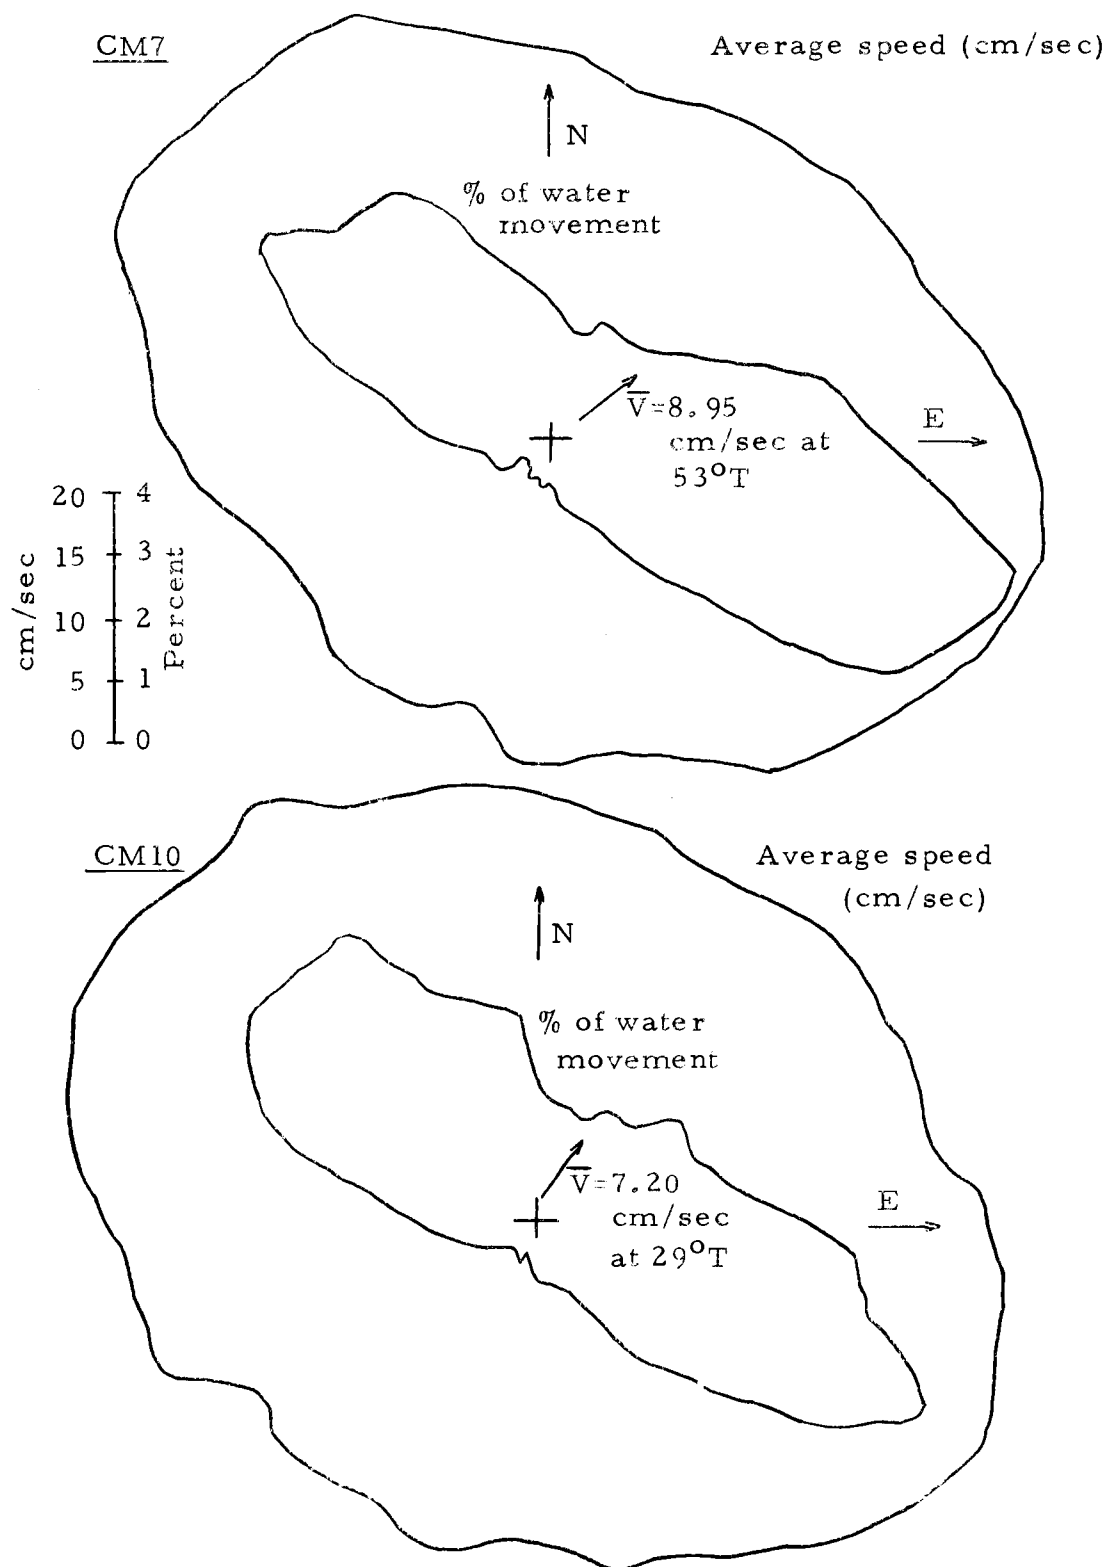 CM7
Average speed (cm/sec)
N
% of water
movement
V̅=8.95
cm/sec at
53°T
E
20 4
15 3
10 2
5 1
0 0
cm/sec
Percent
CM10
Average speed
(cm/sec)
N
% of water
movement
V̅=7.20
cm/sec
at 29°T
E